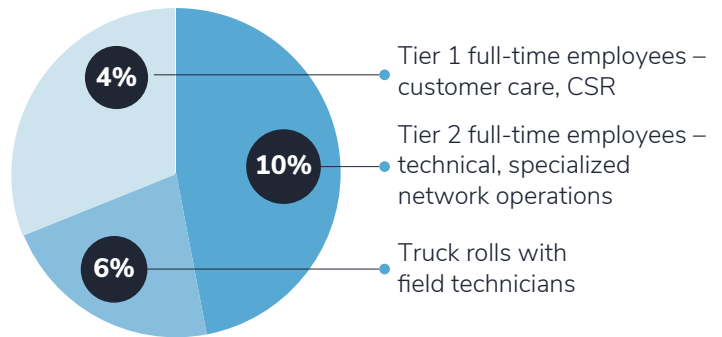 4%
Tier 1 full-time employees –
customer care, CSR
10%
Tier 2 full-time employees –
technical, specialized
network operations
6%
Truck rolls with
field technicians